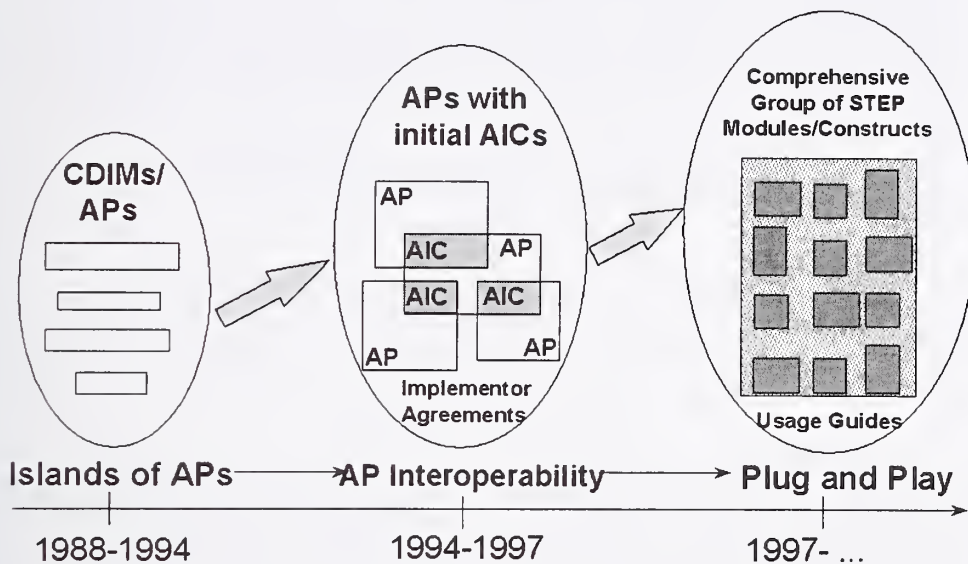 CDIMs/
APs
APs with
initial AICs
AP
AIC
AP
AIC
AIC
AP
AP
Implementor
Agreements
Comprehensive
Group of STEP
Modules/Constructs
Usage Guides
Islands of APs
AP Interoperability
Plug and Play
1988-1994
1994-1997
1997- ...